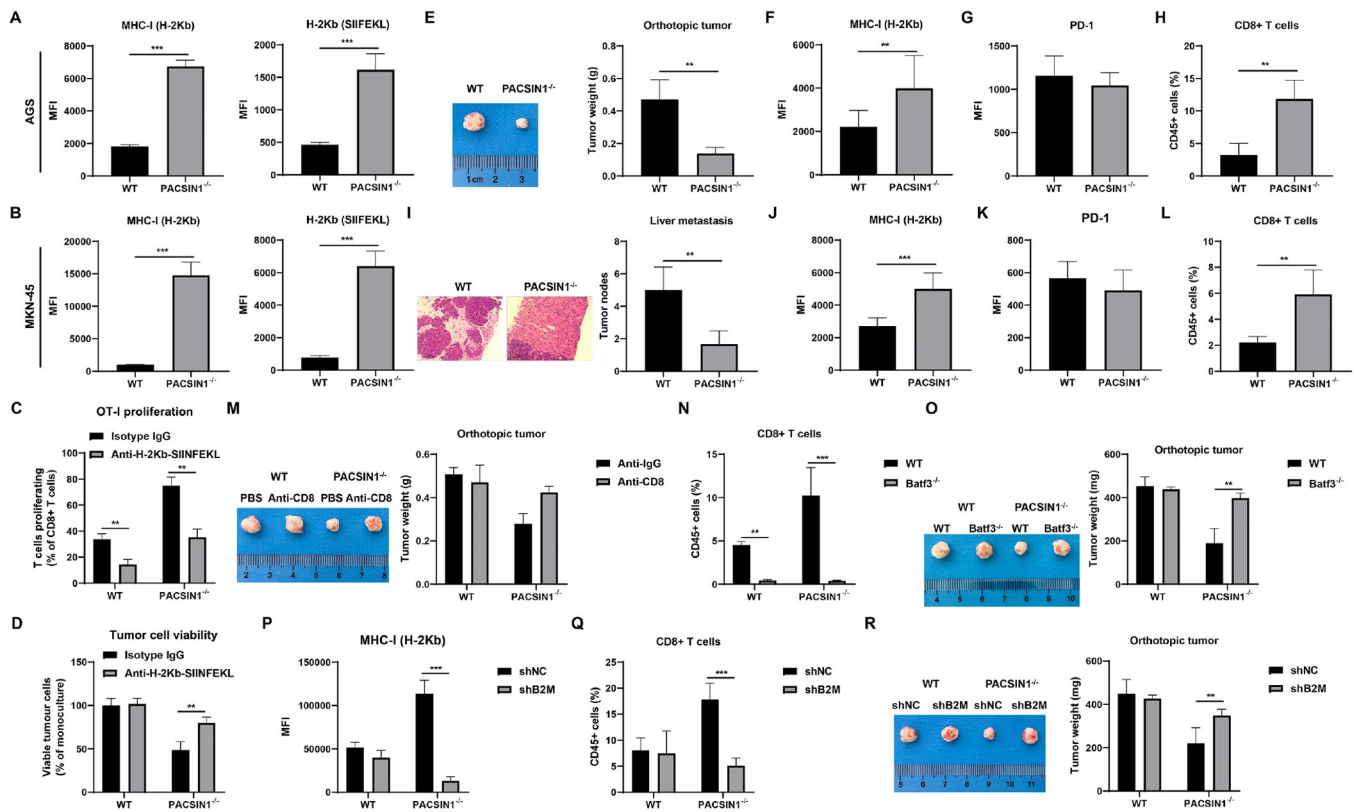 A
AGS
MHC-I (H-2Kb)
***
MFI
8000
6000
4000
2000
0
WT
PACSIN1-/-
H-2Kb (SIIFEKL)
***
MFI
2000
1500
1000
500
0
WT
PACSIN1-/-
E
WT PACSIN1-/-
1cm 2 3
Orthotopic tumor
**
Tumor weight (g)
0.8
0.6
0.4
0.2
0.0
WT
PACSIN1-/-
F
MHC-I (H-2Kb)
**
MFI
6000
4000
2000
0
WT
PACSIN1-/-
G
PD-1
MFI
1500
1000
500
0
WT
PACSIN1-/-
H
CD8+ T cells
**
CD45+ cells (%)
15
10
5
0
WT
PACSIN1-/-
B
MKN-45
MHC-I (H-2Kb)
***
MFI
20000
15000
10000
5000
0
WT
PACSIN1-/-
H-2Kb (SIIFEKL)
***
MFI
8000
6000
4000
2000
0
WT
PACSIN1-/-
I
WT PACSIN1-/-
Liver metastasis
**
Tumor nodes
8
6
4
2
0
WT
PACSIN1-/-
J
MHC-I (H-2Kb)
***
MFI
8000
6000
4000
2000
0
WT
PACSIN1-/-
K
PD-1
MFI
800
600
400
200
0
WT
PACSIN1-/-
L
CD8+ T cells
**
CD45+ cells (%)
8
6
4
2
0
WT
PACSIN1-/-
C
OT-I proliferation
Isotype IgG
Anti-H-2Kb-SIINFEKL
**
**
T cells proliferating
(% of CD8+ T cells)
100
80
60
40
20
0
WT
PACSIN1-/-
M
WT PACSIN1-/-
PBS Anti-CD8 PBS Anti-CD8
2 3 4 5 6 7 8
Orthotopic tumor
Tumor weight (g)
0.6
0.4
0.2
0.0
WT
PACSIN1-/-
Anti-IgG
Anti-CD8
N
CD8+ T cells
**
***
CD45+ cells (%)
15
10
5
0
WT
PACSIN1-/-
WT
Batf3-/-
O
WT PACSIN1-/-
WT Batf3-/- WT Batf3-/-
4 5 6 7 8 9 10
Orthotopic tumor
**
Tumor weight (mg)
600
400
200
0
WT
PACSIN1-/-
WT
Batf3-/-
D
Tumor cell viability
Isotype IgG
Anti-H-2Kb-SIINFEKL
**
Viable tumour cells
(% of monoculture)
150
100
50
0
WT
PACSIN1-/-
P
MHC-I (H-2Kb)
***
MFI
150000
100000
50000
0
WT
PACSIN1-/-
shNC
shB2M
Q
CD8+ T cells
***
CD45+ cells (%)
25
20
15
10
5
0
WT
PACSIN1-/-
shNC
shB2M
R
WT PACSIN1-/-
shNC shB2M shNC shB2M
5 6 7 8 9 10 11
Orthotopic tumor
**
Tumor weight (mg)
600
400
200
0
WT
PACSIN1-/-
shNC
shB2M